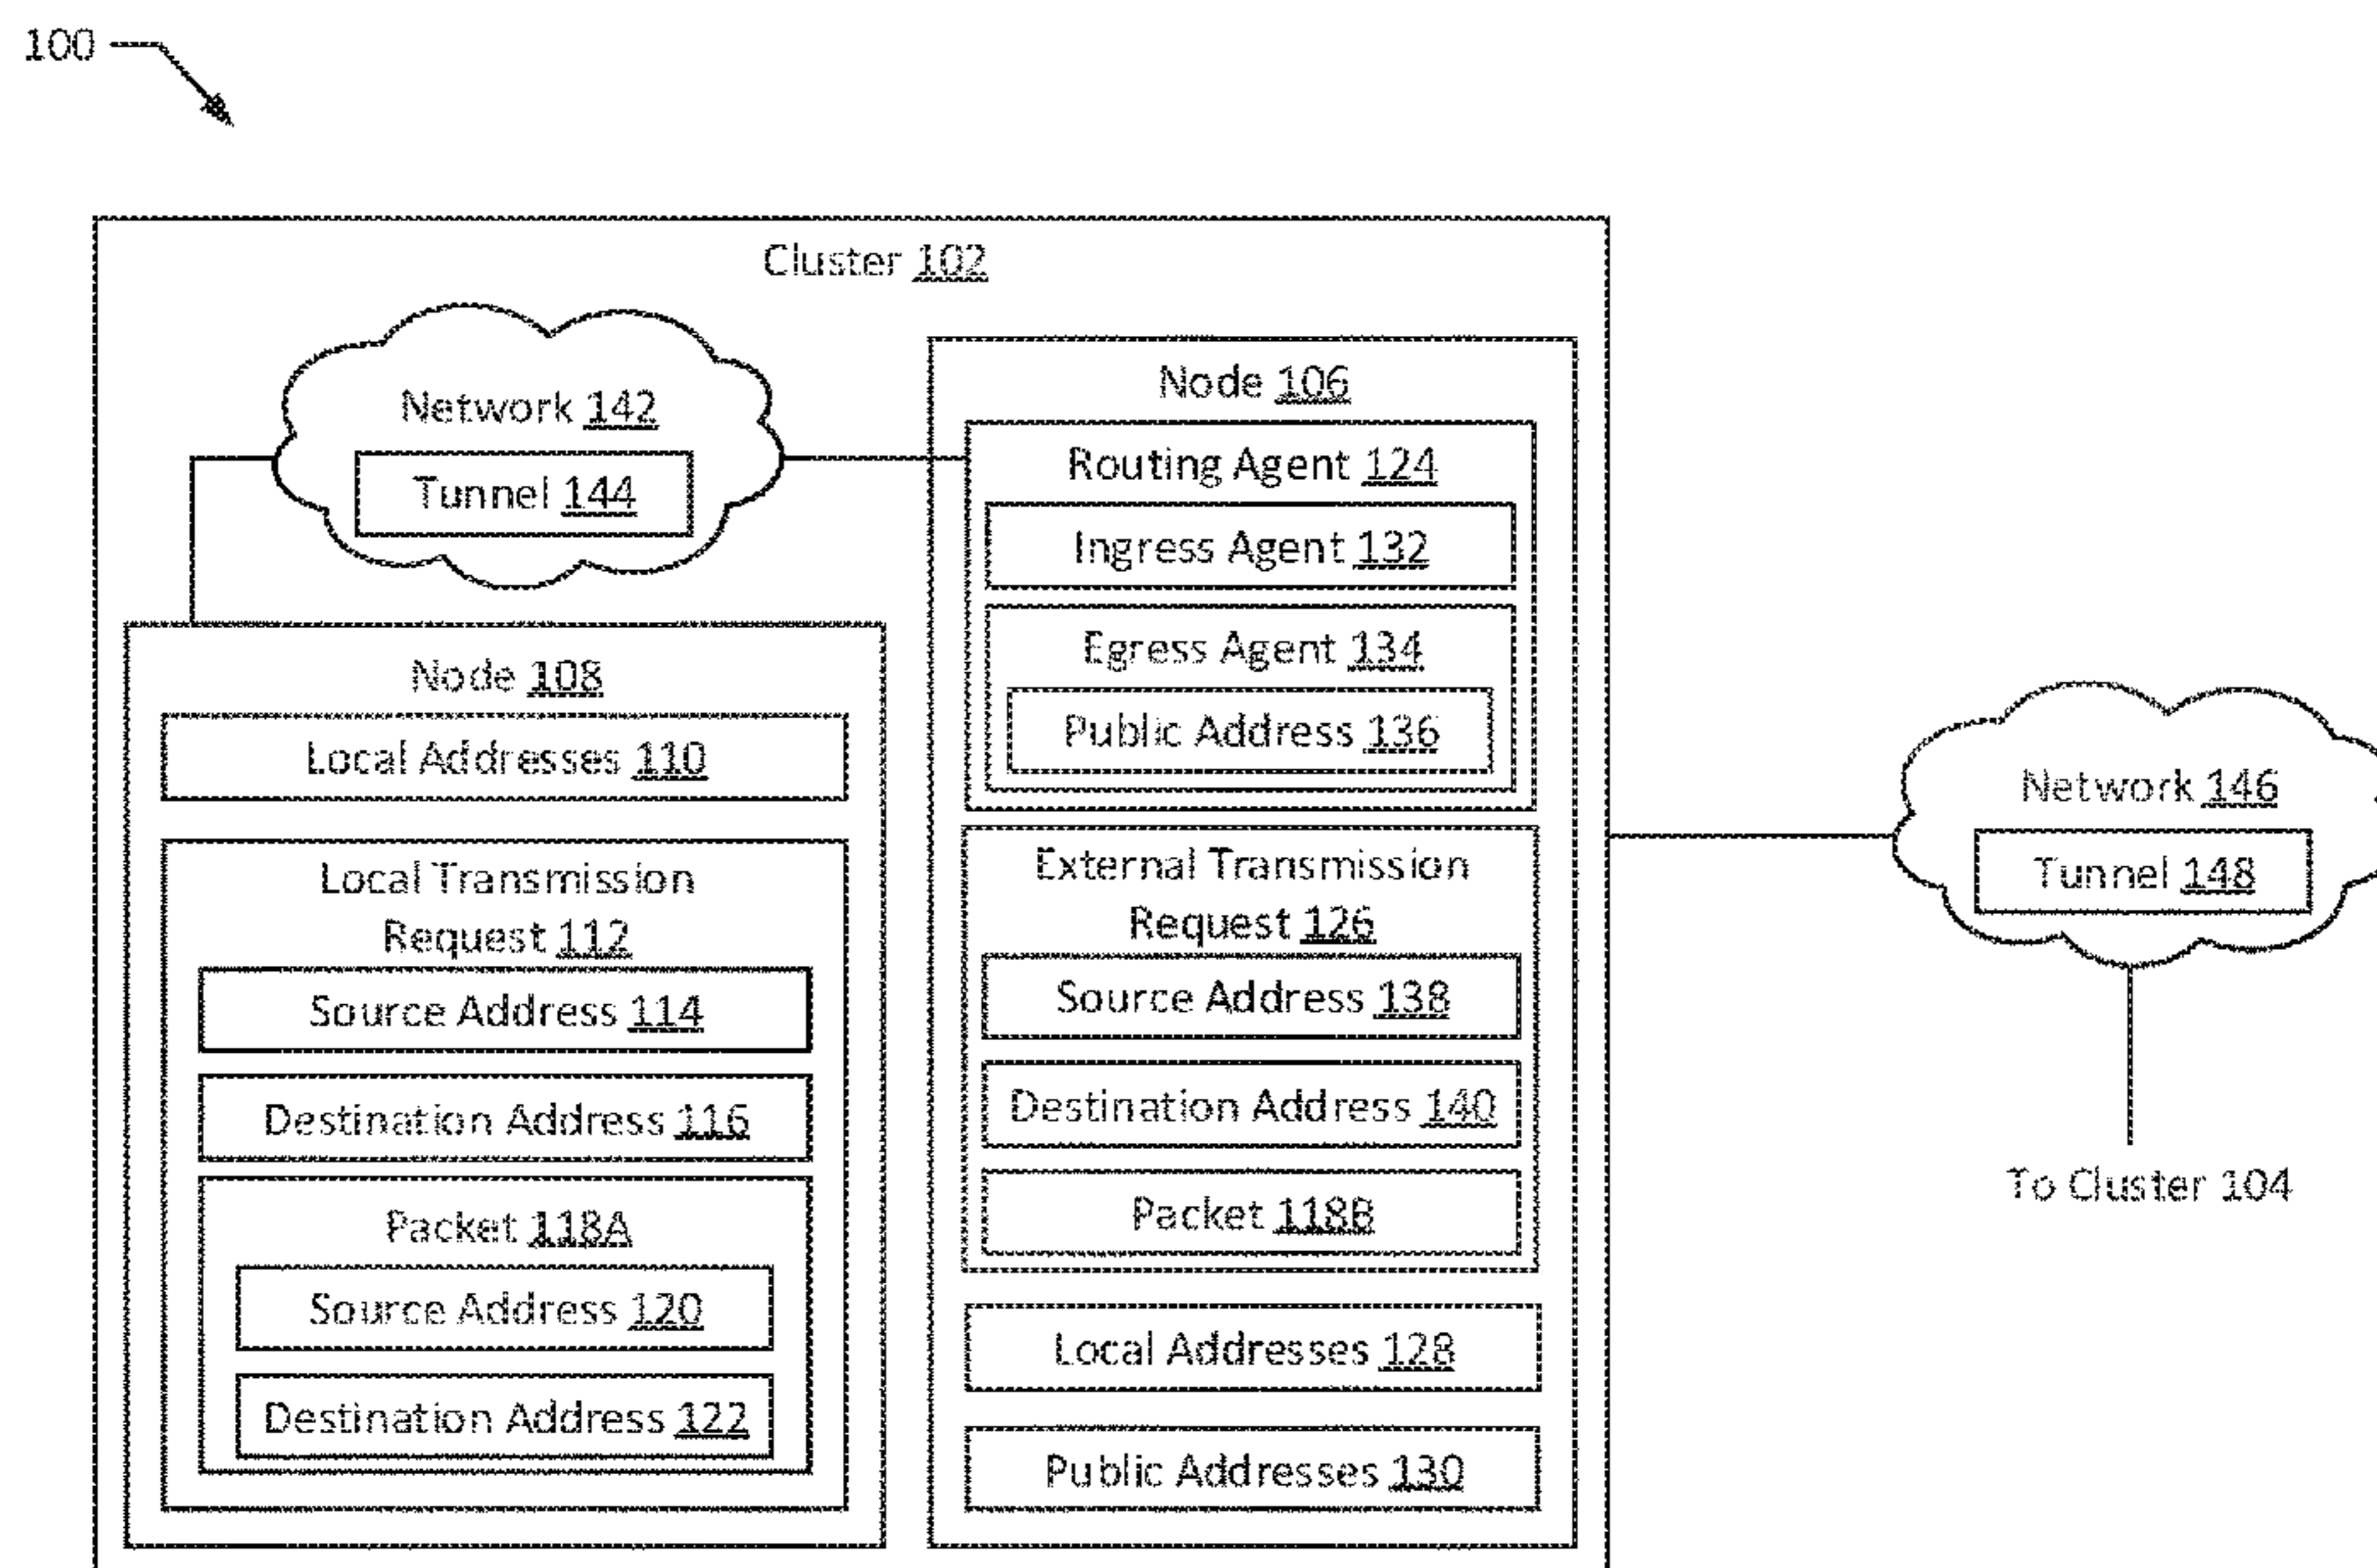 100
Cluster 102
Network 142
Tunnel 144
Node 108
Local Addresses 110
Local Transmission
Request 112
Source Address 114
Destination Address 116
Packet 118A
Source Address 120
Destination Address 122
Node 106
Routing Agent 124
Ingress Agent 132
Egress Agent 134
Public Address 136
External Transmission
Request 126
Source Address 138
Destination Address 140
Packet 118B
Local Addresses 128
Public Addresses 130
Network 146
Tunnel 148
To Cluster 104